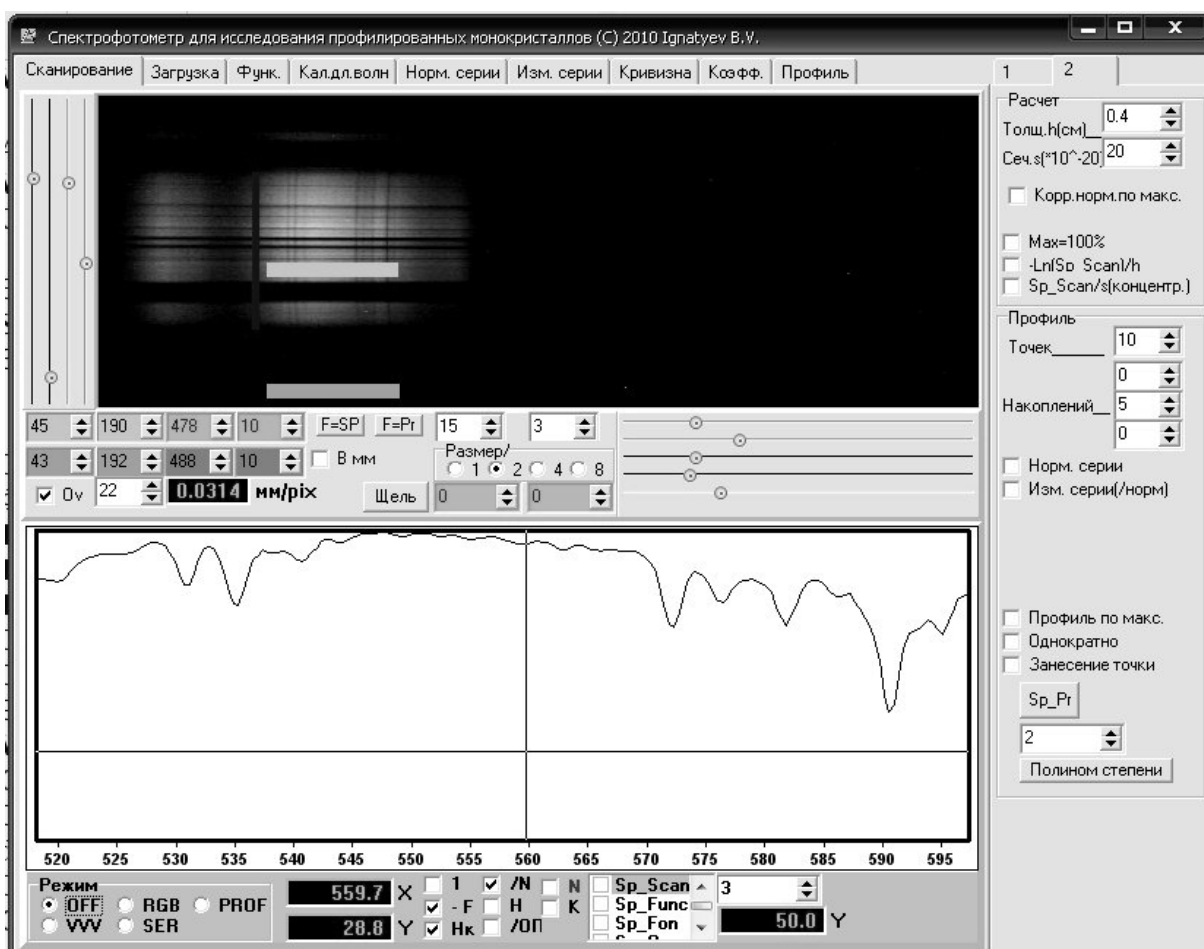 Спектрофотометр для исследования профилированных монокристаллов (C) 2010 Ignatyev B.V.
Сканирование Загрузка Функ. Кал.дл.волн Норм. серии Изм. серии Кривизна Коэфф. Профиль 1 2
Расчет
Толщ.h(см)__ 0.4
Сеч.s(*10^-20) 20
Корр.норм.по макс.
Max=100%
-Ln(Sp_Scan)/h
Sp_Scan/s(концентр.)
Профиль
Точек______ 10
0
Накоплений__ 5
0
Норм. серии
Изм. серии(/норм)
Профиль по макс.
Однократно
Занесение точки
Sp_Pr
2
Полином степени
45 190 478 10 F=SP F=Pr 15 3
43 192 488 10 В мм Размер/ 1 2 4 8
Ov 22 0.0314 мм/pix Щель 0 0
520 525 530 535 540 545 550 555 560 565 570 575 580 585 590 595
Режим
OFF RGB PROF
VVV SER
559.7 X
28.8 Y
1 /N N
- F H K
Нк /ОП
Sp_Scan
Sp_Func
Sp_Fon
3
50.0 Y